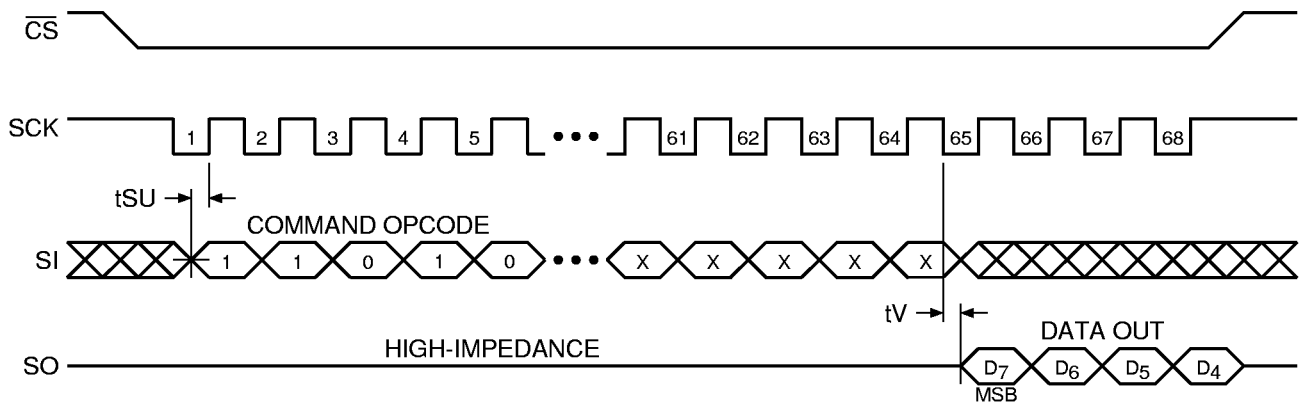 CS
SCK 1 2 3 4 5 ••• 61 62 63 64 65 66 67 68
tSU
COMMAND OPCODE
SI 1 1 0 1 0 ••• X X X X X
tV
HIGH-IMPEDANCE
DATA OUT
SO D7 D6 D5 D4
MSB